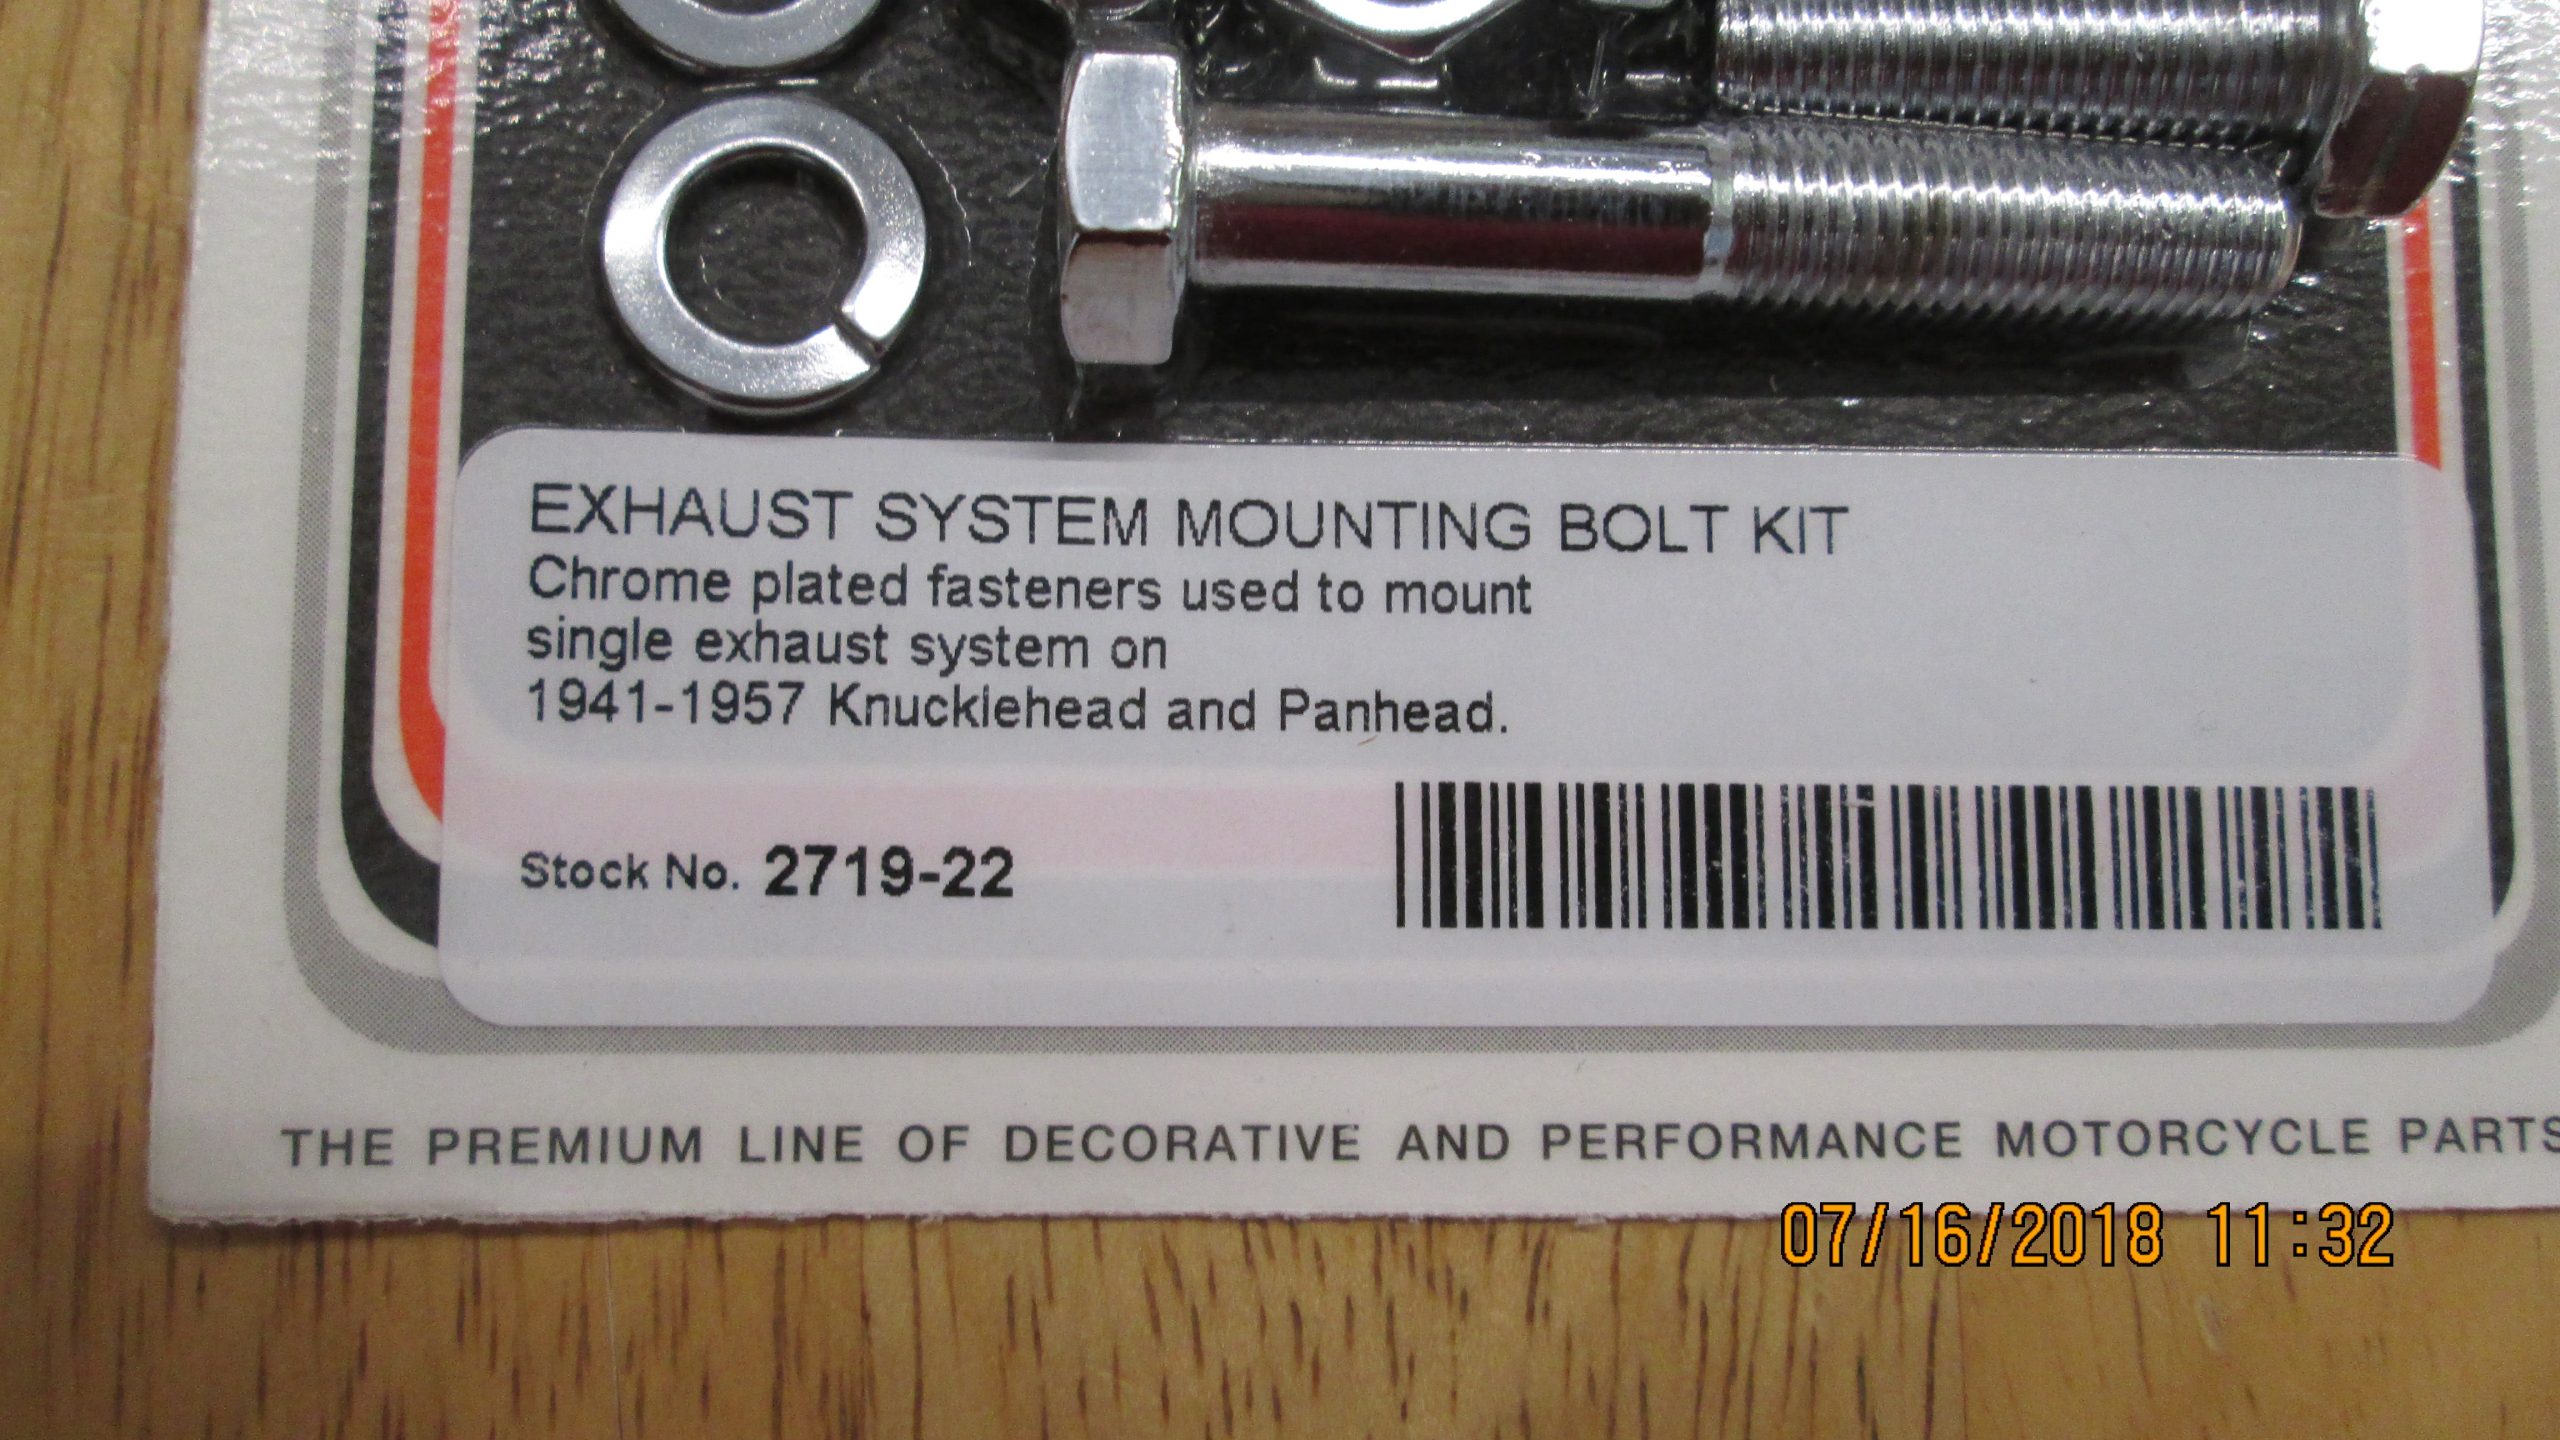 EXHAUST SYSTEM MOUNTING BOLT KIT
Chrome plated fasteners used to mount
single exhaust system on
1941-1957 Knucklehead and Panhead.
Stock No. 2719-22
THE PREMIUM LINE OF DECORATIVE AND PERFORMANCE MOTORCYCLE PARTS
07/16/2018 11:32